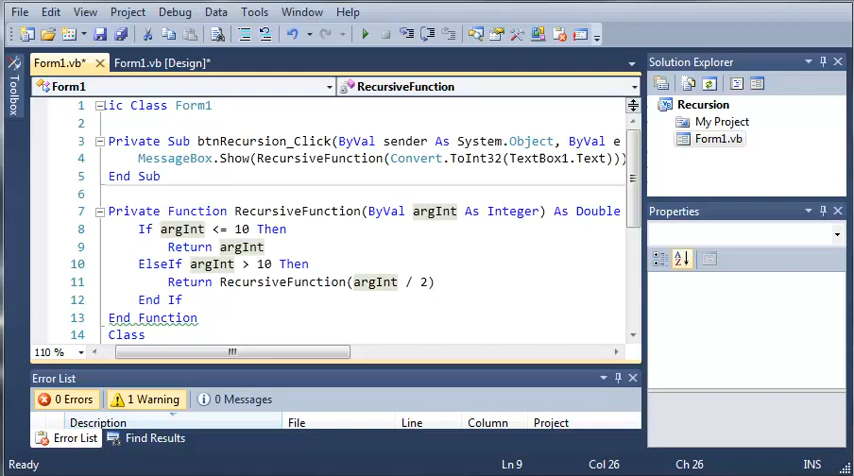 File Edit View Project Debug Data Tools Window Help
Form1.vb* Form1.vb [Design]*
Form1 RecursiveFunction
1 lic Class Form1
2
3 Private Sub btnRecursion_Click(ByVal sender As System.Object, ByVal e
4 MessageBox.Show(RecursiveFunction(Convert.ToInt32(TextBox1.Text)))
5 End Sub
6
7 Private Function RecursiveFunction(ByVal argInt As Integer) As Double
8 If argInt <= 10 Then
9 Return argInt
10 ElseIf argInt > 10 Then
11 Return RecursiveFunction(argInt / 2)
12 End If
13 End Function
14 Class
110 %
Toolbox
Solution Explorer
Recursion
My Project
Form1.vb
Properties
Error List
0 Errors 1 Warning 0 Messages
Description File Line Column Project
Error List Find Results
Ready Ln 9 Col 26 Ch 26 INS